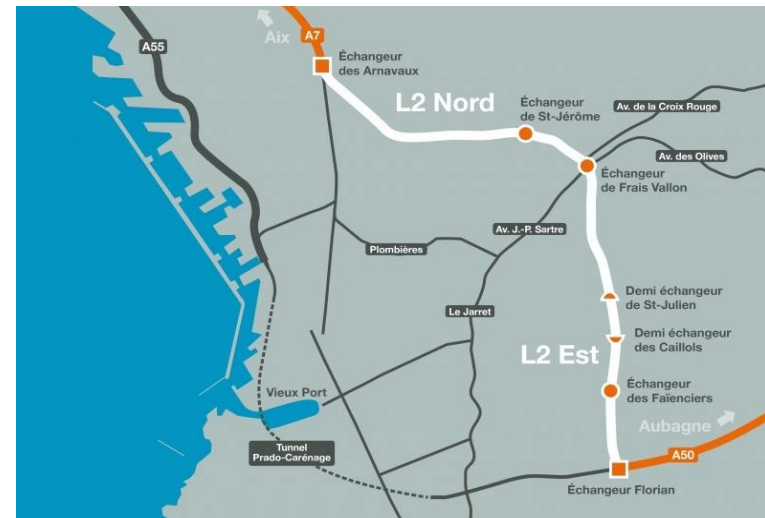 Aix
A7
A55
Échangeur
des Arnavaux
L2 Nord
Échangeur
de St-Jérôme
Av. de la Croix Rouge
Av. des Olives
Échangeur
de Frais Vallon
Av. J.-P. Sartre
Plombières
Demi échangeur
de St-Julien
Le Jarret
Demi échangeur
des Caillols
L2 Est
Échangeur
des Faïenciers
Vieux Port
Aubagne
Tunnel
Prado-Carénage
A50
Échangeur Florian